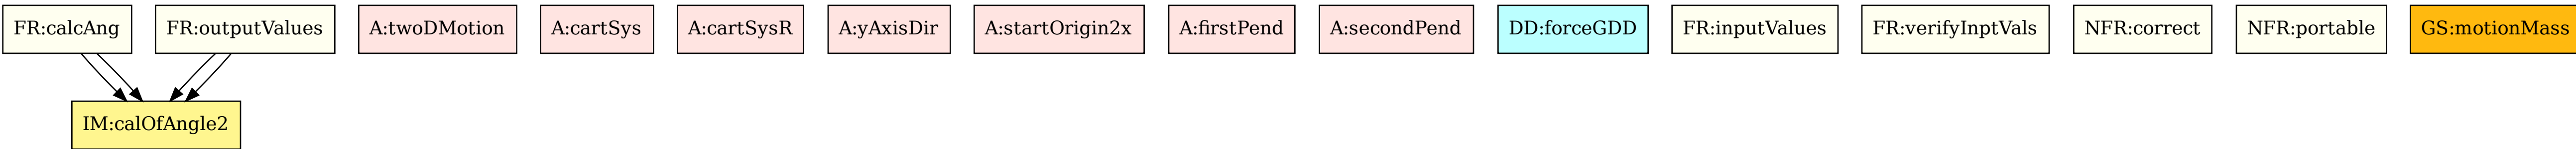 FR:calcAng
FR:outputValues
A:twoDMotion
A:cartSys
A:cartSysR
A:yAxisDir
A:startOrigin2x
A:firstPend
A:secondPend
DD:forceGDD
FR:inputValues
FR:verifyInptVals
NFR:correct
NFR:portable
GS:motionMass
IM:calOfAngle2